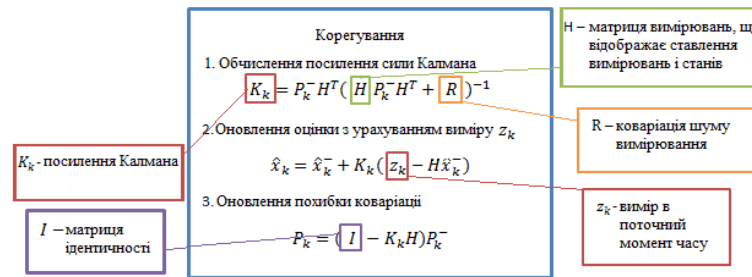 Корегування
1. Обчислення посилення сили Калмана
K_k = P_k^- H^T ( H P_k^- H^T + R )^{-1}
2.Оновлення оцінки з урахуванням виміру z_k
x̂_k = x̂_k^- + K_k ( z_k − H x̂_k^- )
3. Оновлення похибки коваріації
P_k = ( I − K_k H) P_k^-
K_k- посилення Калмана
I – матриця
ідентичності
H – матриця вимірювань, що
відображає ставлення
вимірювань і станів
R – коваріація шуму
вимірювання
z_k - вимір в
поточний
момент часу